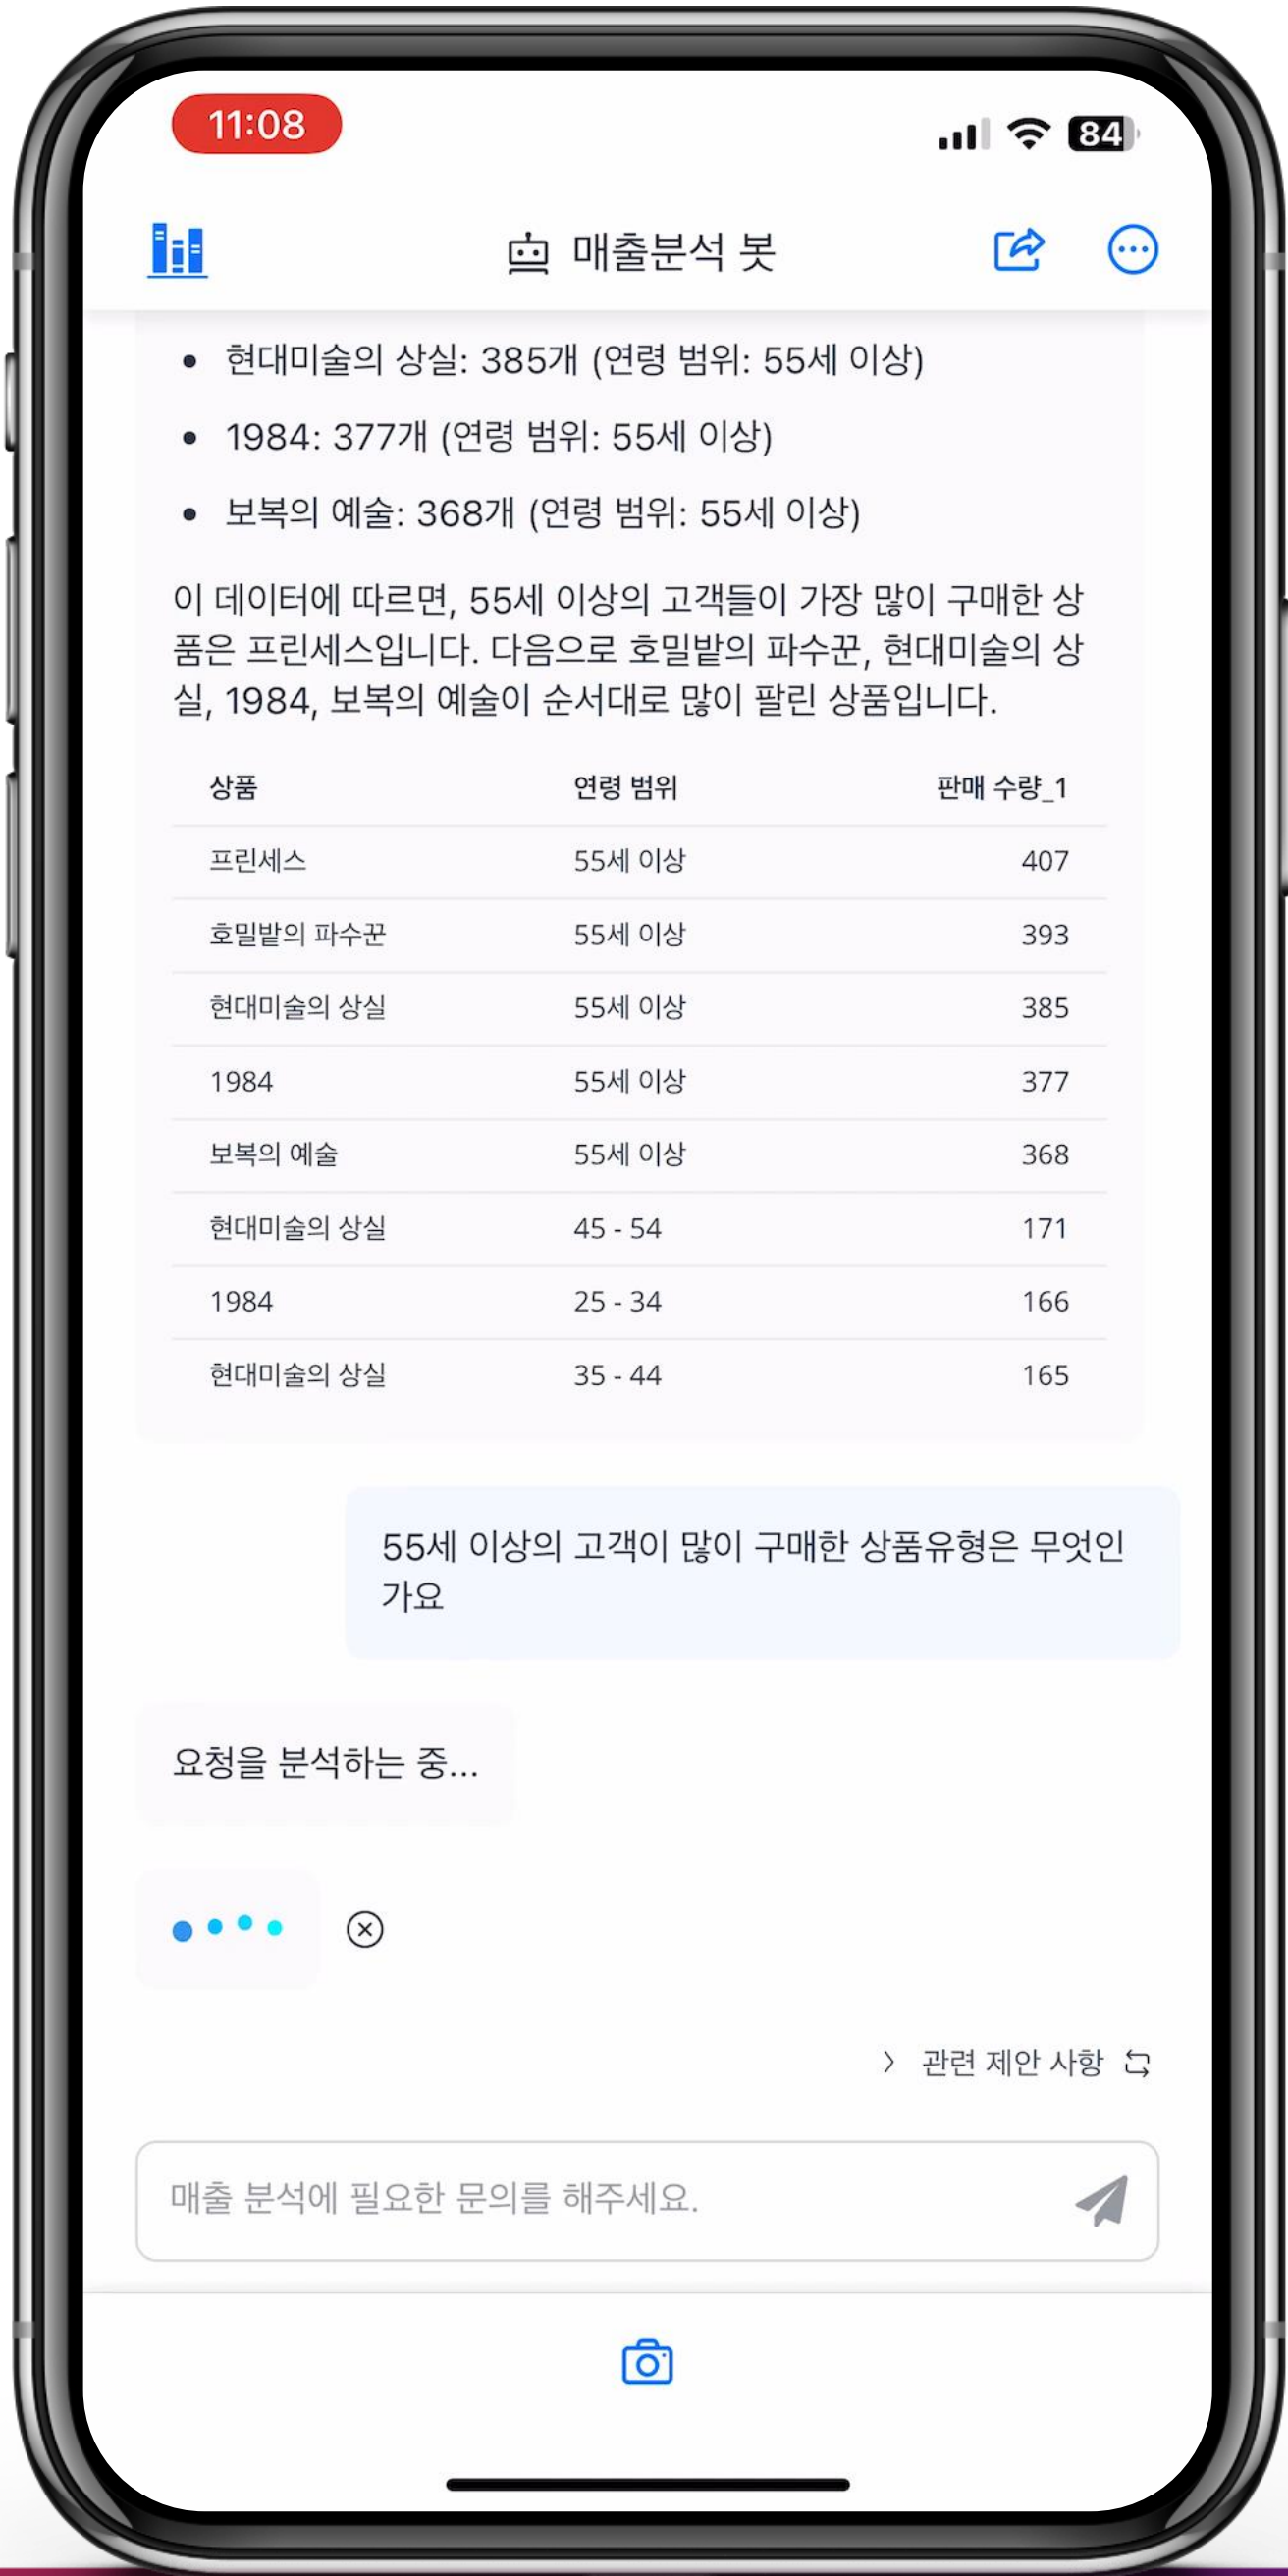 11:08
84
매출분석 봇
• 현대미술의 상실: 385개 (연령 범위: 55세 이상)
• 1984: 377개 (연령 범위: 55세 이상)
• 보복의 예술: 368개 (연령 범위: 55세 이상)
이 데이터에 따르면, 55세 이상의 고객들이 가장 많이 구매한 상
품은 프린세스입니다. 다음으로 호밀밭의 파수꾼, 현대미술의 상
실, 1984, 보복의 예술이 순서대로 많이 팔린 상품입니다.
상품 연령 범위 판매 수량_1
프린세스 55세 이상 407
호밀밭의 파수꾼 55세 이상 393
현대미술의 상실 55세 이상 385
1984 55세 이상 377
보복의 예술 55세 이상 368
현대미술의 상실 45 - 54 171
1984 25 - 34 166
현대미술의 상실 35 - 44 165
55세 이상의 고객이 많이 구매한 상품유형은 무엇인
가요
요청을 분석하는 중...
관련 제안 사항
매출 분석에 필요한 문의를 해주세요.